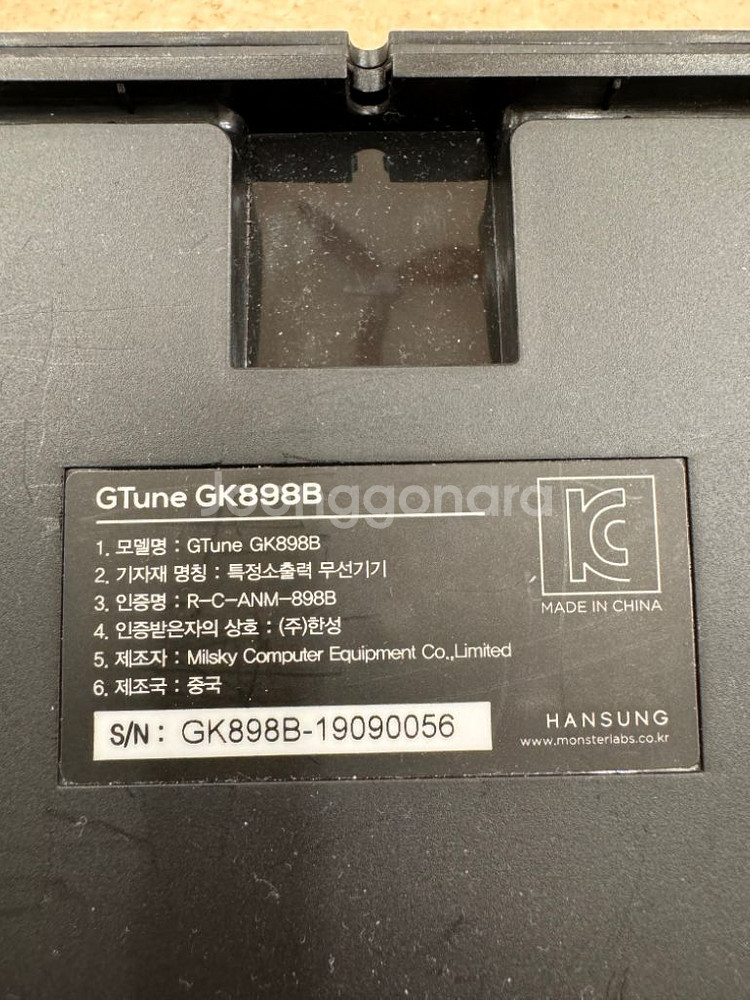 GTune GK898B
Joonggonara
1. 모델명 : GTune GK898B
2. 기자재 명칭 : 특정소출력 무선기기
3. 인증명 : R-C-ANM-898B
4. 인증받은자의 상호 : (주)한성
5. 제조자 : Milsky Computer Equipment Co.,Limited
6. 제조국 : 중국
MADE IN CHINA
S/N : GK898B-19090056
HANSUNG
www.monsterlabs.co.kr